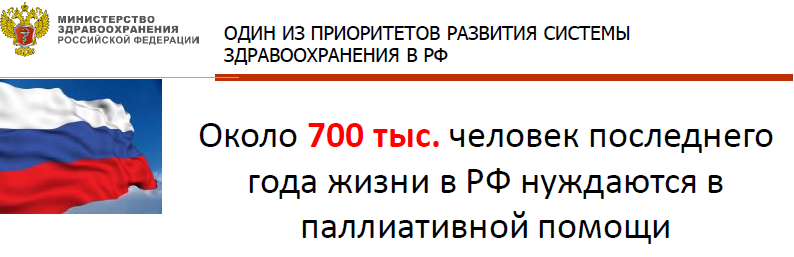 МИНИСТЕРСТВО
ЗДРАВООХРАНЕНИЯ
РОССИЙСКОЙ ФЕДЕРАЦИИ
ОДИН ИЗ ПРИОРИТЕТОВ РАЗВИТИЯ СИСТЕМЫ
ЗДРАВООХРАНЕНИЯ В РФ
Около 700 тыс. человек последнего
года жизни в РФ нуждаются в
паллиативной помощи